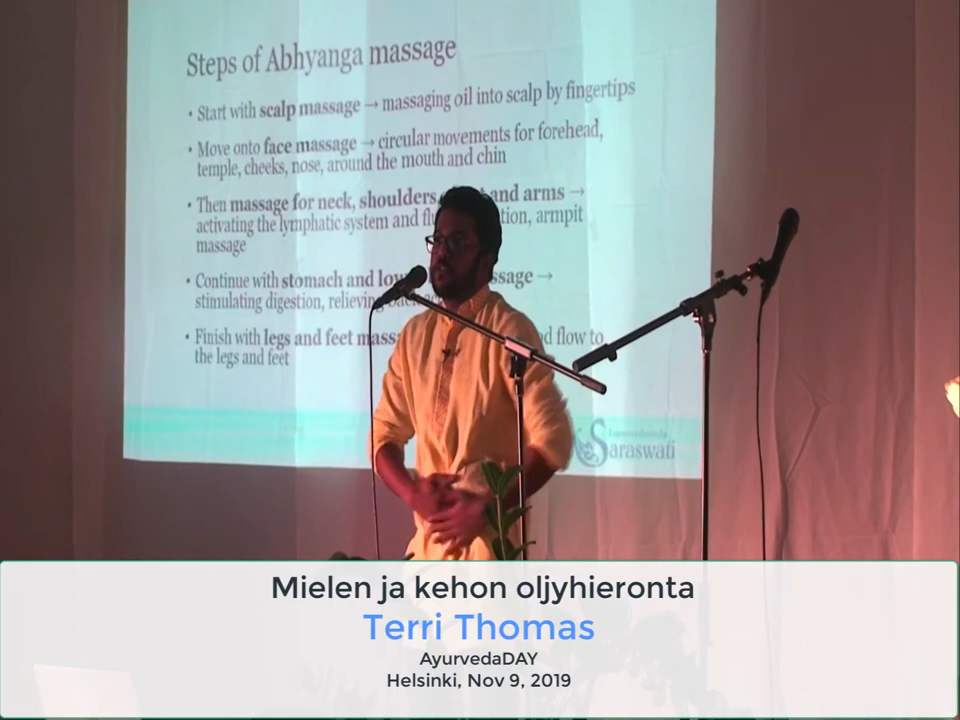 Steps of Abhyanga massage
• Start with scalp massage → massaging oil into scalp by fingertips
• Move onto face massage → circular movements for forehead,
temple, cheeks, nose, around the mouth and chin
• Then massage for neck, shoulders and arms →
activating the lymphatic system and armpit
massage
• Continue with stomach and →
stimulating digestion, relieving
• Finish with legs and feet flow to
the legs and feet
Saraswati
Mielen ja kehon oljyhieronta
Terri Thomas
AyurvedaDAY
Helsinki, Nov 9, 2019